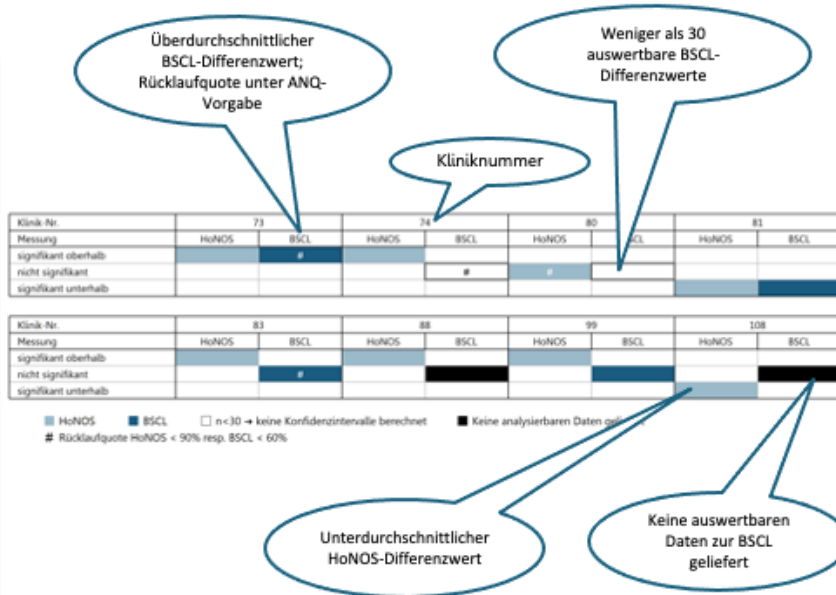 Überdurchschnittlicher
BSCL-Differenzwert;
Rücklaufquote unter ANQ-
Vorgabe
Weniger als 30
auswertbare BSCL-
Differenzwerte
Kliniknummer
Klinik-Nr. 73 74 80 81
Messung HoNOS BSCL HoNOS BSCL HoNOS BSCL HoNOS BSCL
signifikant oberhalb #
nicht signifikant # #
signifikant unterhalb
Klinik-Nr. 83 88 99 108
Messung HoNOS BSCL HoNOS BSCL HoNOS BSCL HoNOS BSCL
signifikant oberhalb
nicht signifikant #
signifikant unterhalb
HoNOS BSCL n<30 → keine Konfidenzintervalle berechnet Keine analysierbaren Daten
# Rücklaufquote HoNOS < 90% resp. BSCL < 60%
Unterdurchschnittlicher
HoNOS-Differenzwert
Keine auswertbaren
Daten zur BSCL
geliefert